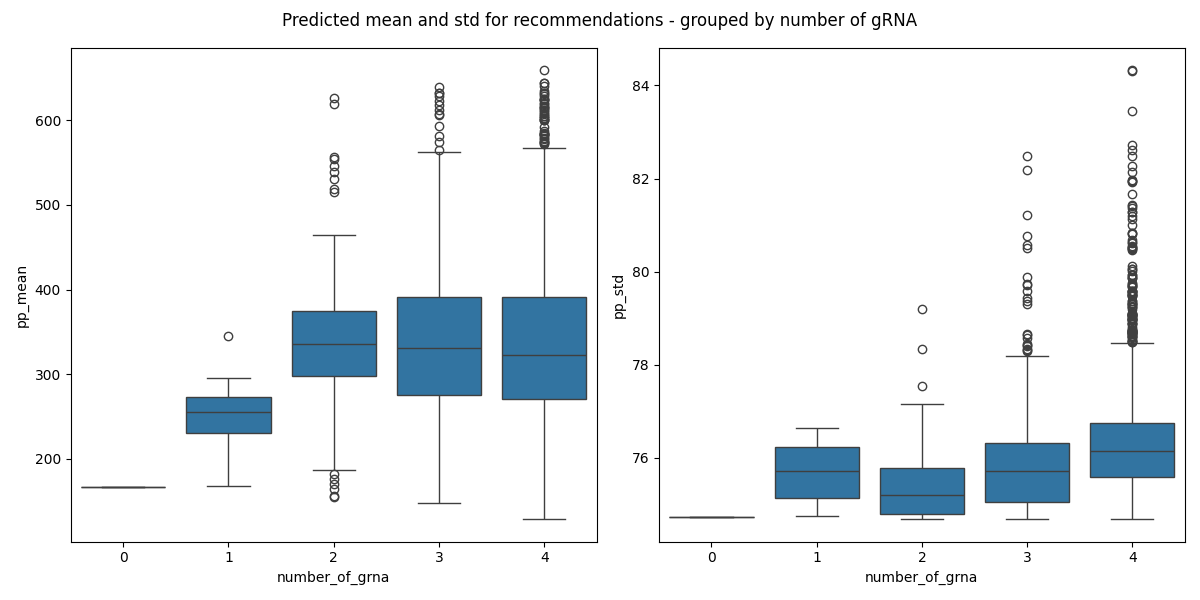 Predicted mean and std for recommendations - grouped by number of gRNA
pp_mean
600
500
400
300
200
0 1 2 3 4
number_of_grna
pp_std
84
82
80
78
76
0 1 2 3 4
number_of_grna